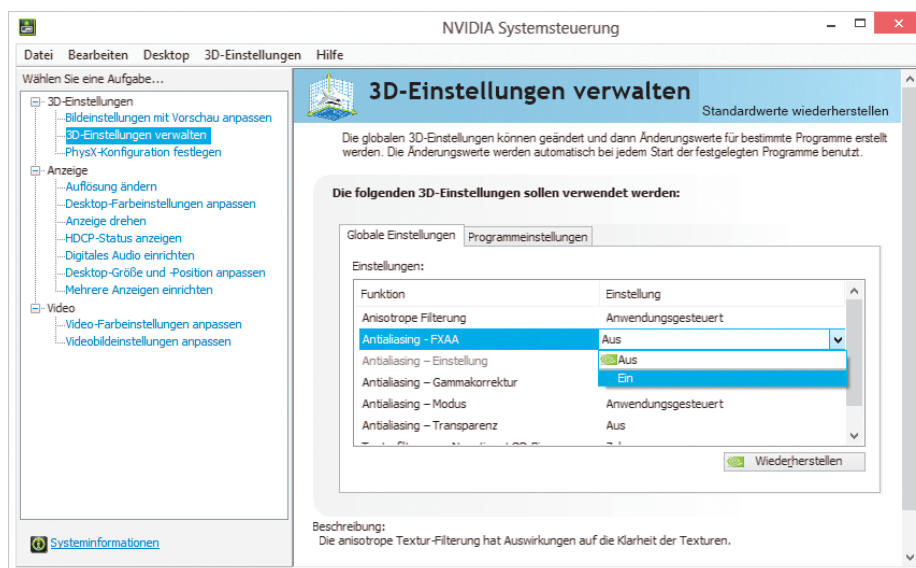 NVIDIA Systemsteuerung
Datei Bearbeiten Desktop 3D-Einstellungen Hilfe
Wählen Sie eine Aufgabe...
3D-Einstellungen
Bildeinstellungen mit Vorschau anpassen
3D-Einstellungen verwalten
PhysX-Konfiguration festlegen
Anzeige
Auflösung ändern
Desktop-Farbeinstellungen anpassen
Anzeige drehen
HDCP-Status anzeigen
Digitales Audio einrichten
Desktop-Größe und -Position anpassen
Mehrere Anzeigen einrichten
Video
Video-Farbeinstellungen anpassen
Videobildeinstellungen anpassen
Systeminformationen
3D-Einstellungen verwalten
Standardwerte wiederherstellen
Die globalen 3D-Einstellungen können geändert und dann Änderungswerte für bestimmte Programme erstellt
werden. Die Änderungswerte werden automatisch bei jedem Start der festgelegten Programme benutzt.
Die folgenden 3D-Einstellungen sollen verwendet werden:
Globale Einstellungen Programmeinstellungen
Einstellungen:
Funktion Einstellung
Anisotrope Filterung Anwendungsgesteuert
Antialiasing - FXAA Aus
Antialiasing – Einstellung Aus
Antialiasing – Gammakorrektur Ein
Antialiasing – Modus Anwendungsgesteuert
Antialiasing – Transparenz Aus
Wiederherstellen
Beschreibung:
Die anisotrope Textur-Filterung hat Auswirkungen auf die Klarheit der Texturen.